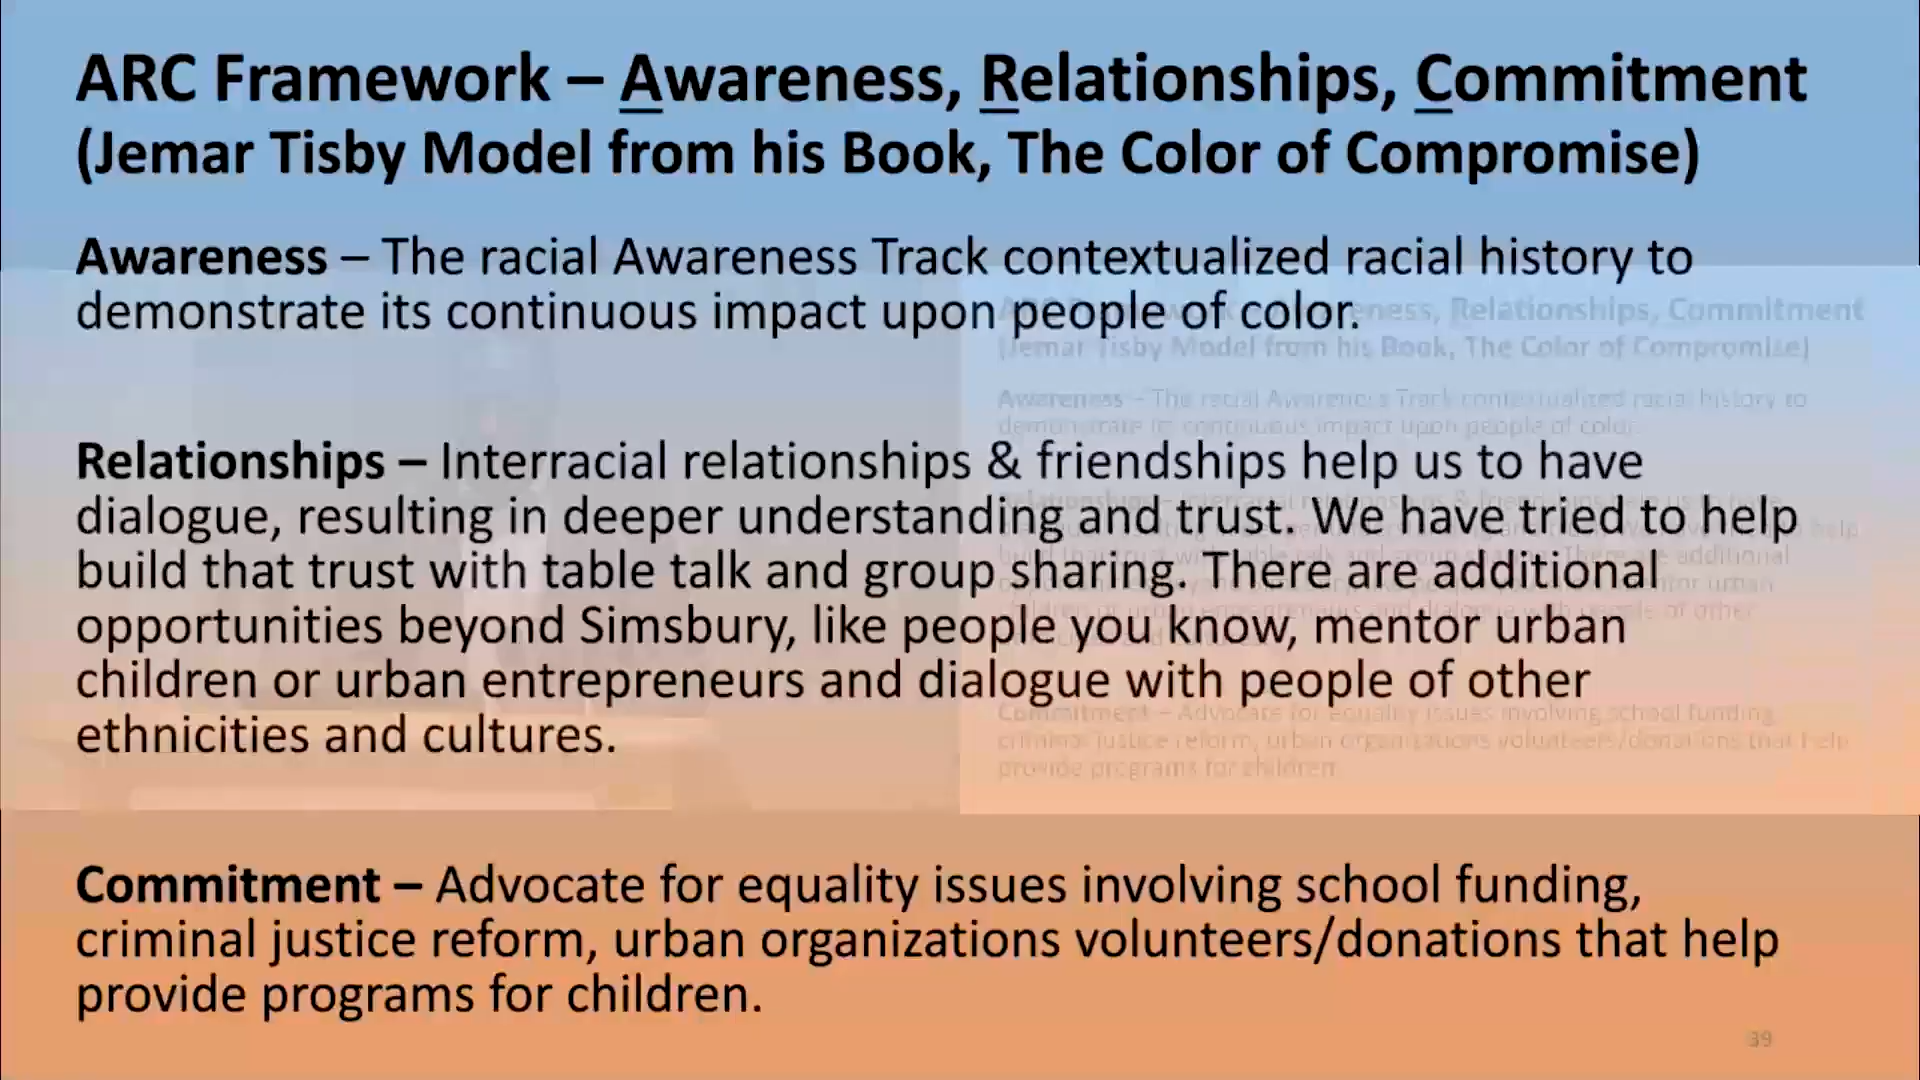 ARC Framework – Awareness, Relationships, Commitment
(Jemar Tisby Model from his Book, The Color of Compromise)
Awareness – The racial Awareness Track contextualized racial history to
demonstrate its continuous impact upon people of color.
Relationships – Interracial relationships & friendships help us to have
dialogue, resulting in deeper understanding and trust. We have tried to help
build that trust with table talk and group sharing. There are additional
opportunities beyond Simsbury, like people you know, mentor urban
children or urban entrepreneurs and dialogue with people of other
ethnicities and cultures.
Commitment – Advocate for equality issues involving school funding,
criminal justice reform, urban organizations volunteers/donations that help
provide programs for children.
39